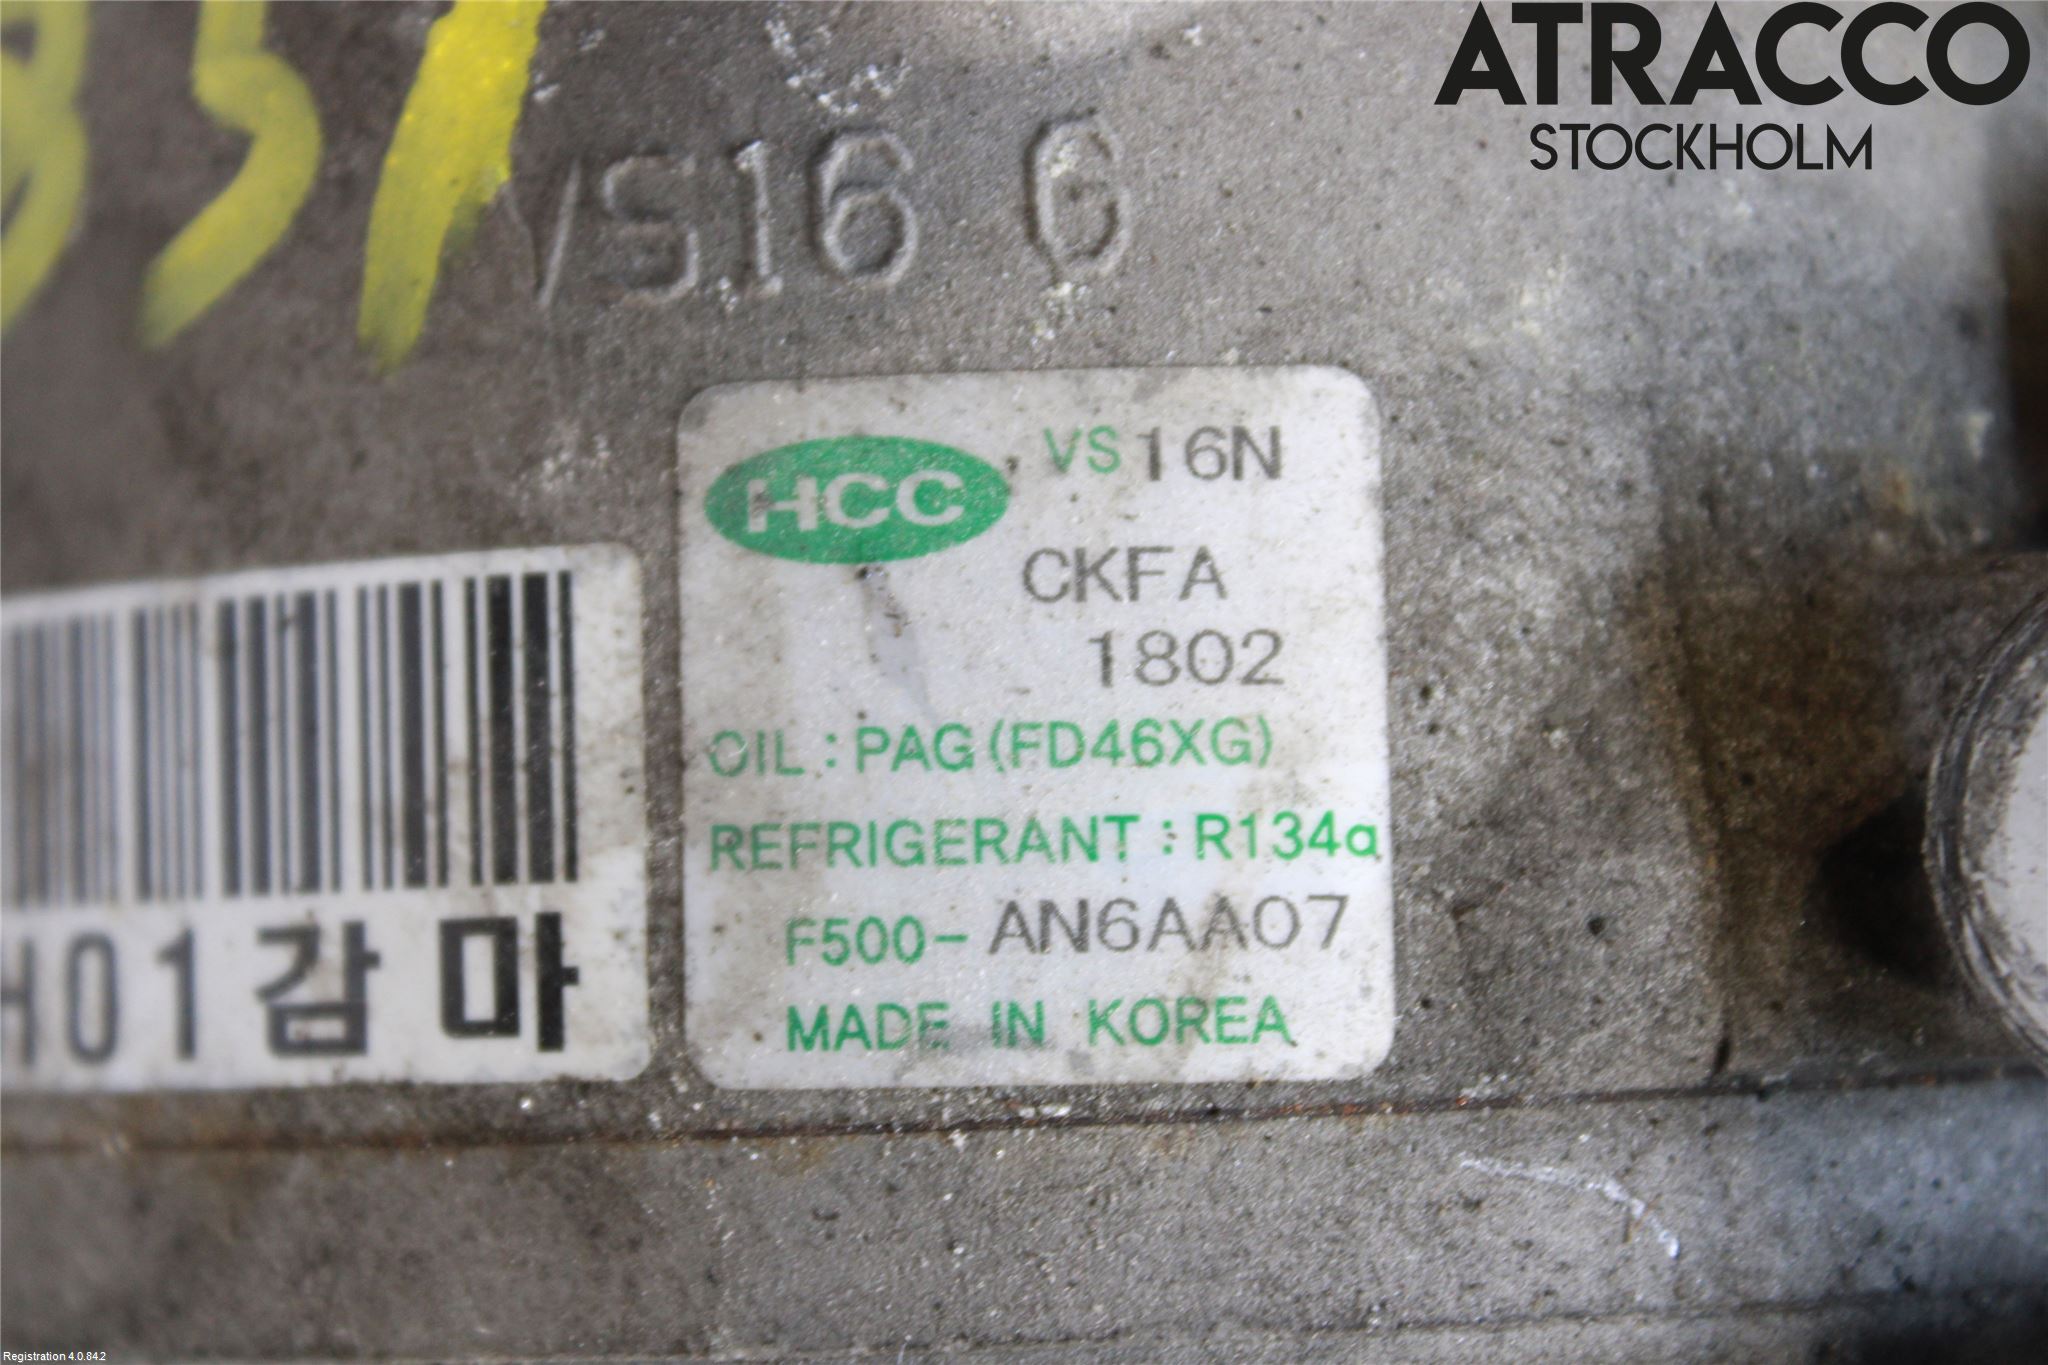 ATRACCO
STOCKHOLM
VS16
HCC
VS16N
CKFA
1802
OIL : PAG (FD46XG)
REFRIGERANT : R134a
F500-AN6AA07
MADE IN KOREA
H01 감마
Registration 4.0.84.2